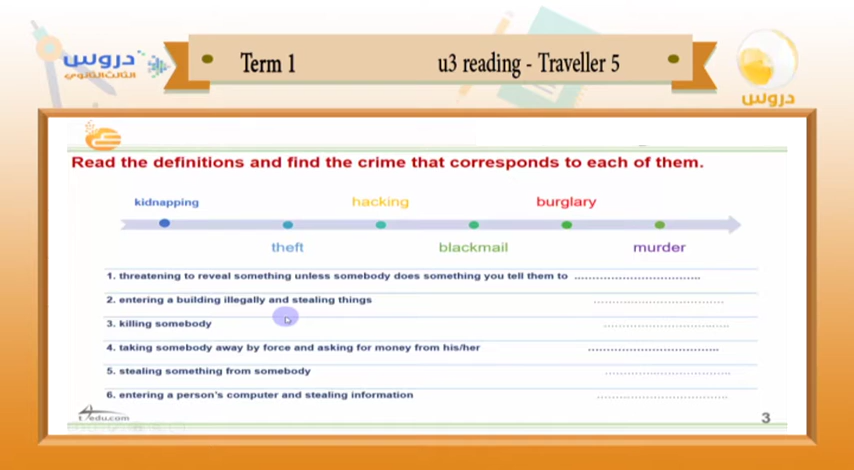 دروس
الثالث الثانوي
Term 1
u3 reading - Traveller 5
دروس
Read the definitions and find the crime that corresponds to each of them.
kidnapping
hacking
burglary
theft
blackmail
murder
1. threatening to reveal something unless somebody does something you tell them to ................................
2. entering a building illegally and stealing things ................................
3. killing somebody ................................
4. taking somebody away by force and asking for money from his/her ................................
5. stealing something from somebody ................................
6. entering a person's computer and stealing information ................................
3